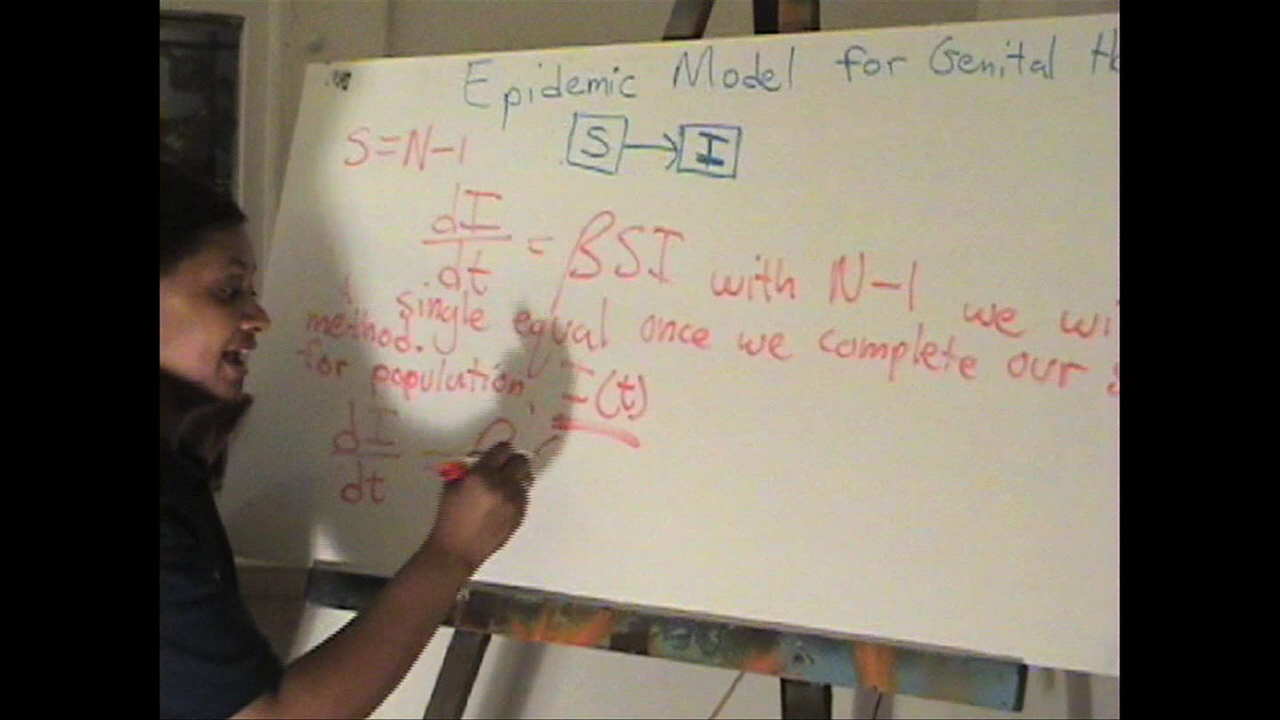 Epidemic Model for Genital
S=N-1
S → I
dI/dt = βSI with N-1 we
single equal once we complete our
method.
for population, I(t)
dI/dt =